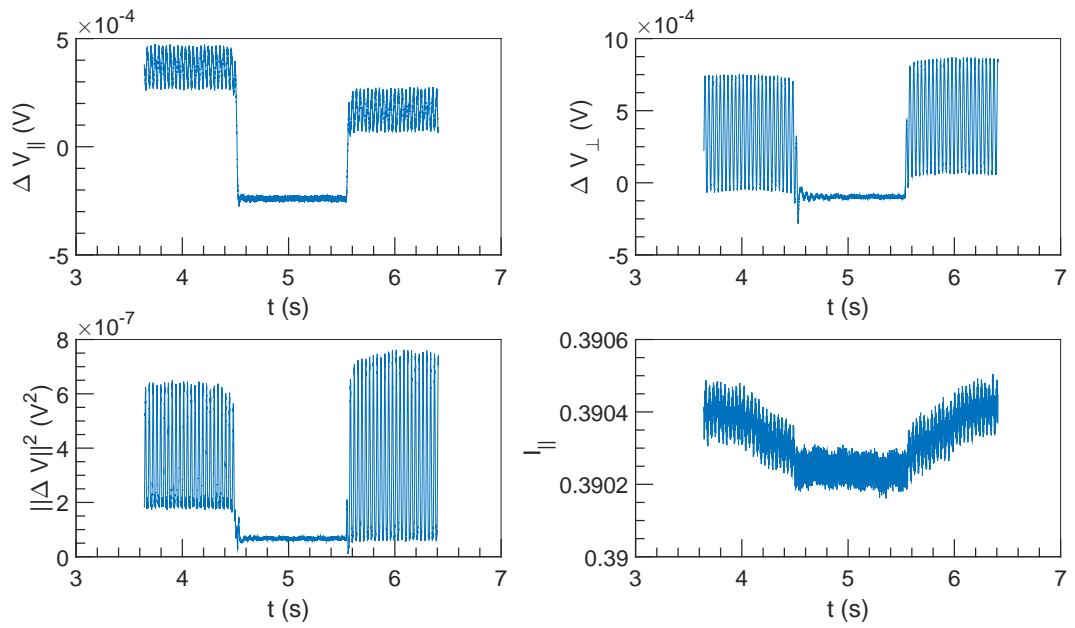 ×10⁻⁴
5
0
-5
3 4 5 6 7
t (s)
Δ V∥ (V)
×10⁻⁴
10
5
0
-5
3 4 5 6 7
t (s)
Δ V⊥ (V)
×10⁻⁷
8
6
4
2
0
3 4 5 6 7
t (s)
||Δ V||² (V²)
0.3906
0.3904
0.3902
0.39
3 4 5 6 7
t (s)
I∥